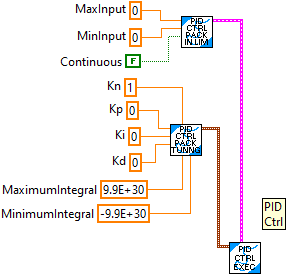 MaxInput 0
MinInput 0
Continuous F
PID
CTRL
PACK
IN LIM
Kn 1
Kp 0
Ki 0
Kd 0
PID
CTRL
PACK
TUNNG
MaximumIntegral 9.9E+30
MinimumIntegral -9.9E+30
PID
Ctrl
PID
CTRL
EXEC